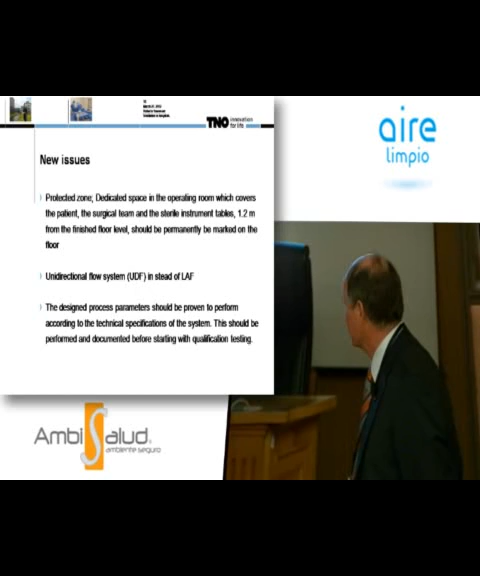 TNO innovation
for life
aire
limpio
New issues
Protected zone; Dedicated space in the operating room which covers
the patient, the surgical team and the sterile instrument tables, 1.2 m
from the finished floor level, should be permanently be marked on the
floor
Unidirectional flow system (UDF) in stead of LAF
The designed process parameters should be proven to perform
according to the technical specifications of the system. This should be
performed and documented before starting with qualification testing.
AmbiSalud®
ambiente seguro